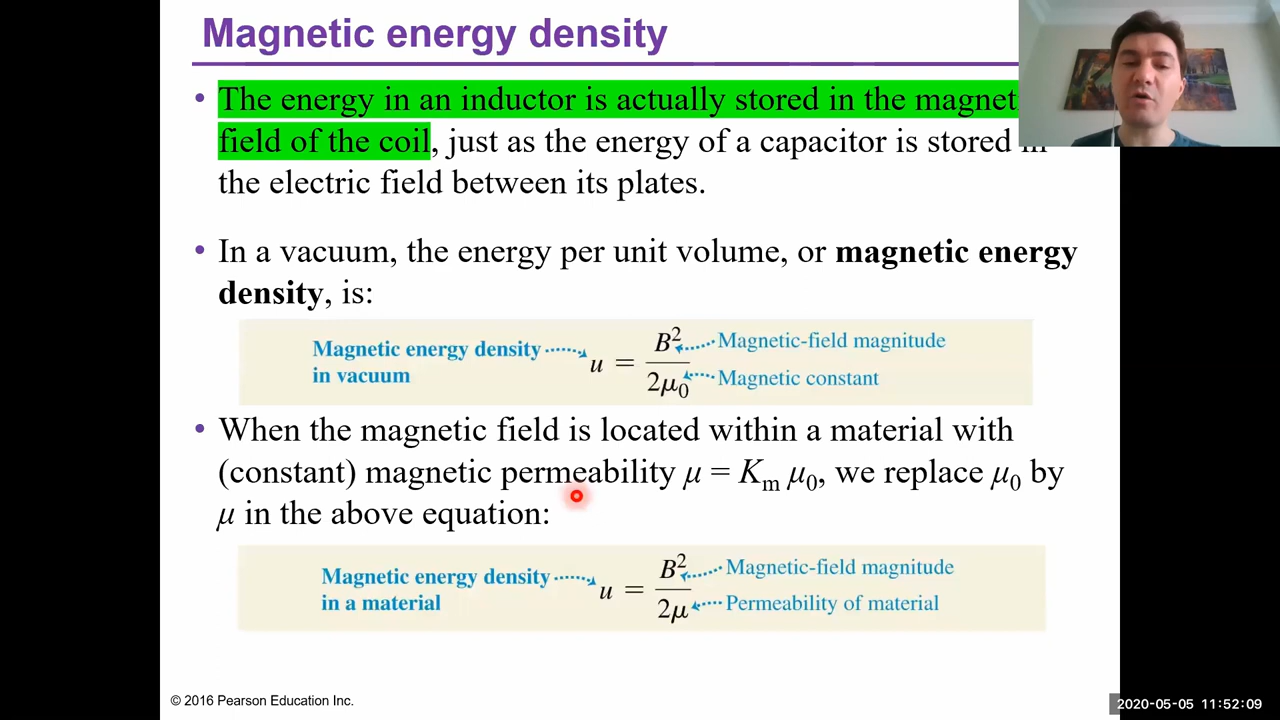 Magnetic energy density
• The energy in an inductor is actually stored in the magnet
field of the coil, just as the energy of a capacitor is stored in
the electric field between its plates.
• In a vacuum, the energy per unit volume, or magnetic energy
density, is:
Magnetic energy density
in vacuum
u = B²/2μ₀
Magnetic-field magnitude
Magnetic constant
• When the magnetic field is located within a material with
(constant) magnetic permeability μ = Kₘ μ₀, we replace μ₀ by
μ in the above equation:
Magnetic energy density
in a material
u = B²/2μ
Magnetic-field magnitude
Permeability of material
© 2016 Pearson Education Inc.
2020-05-05 11:52:09